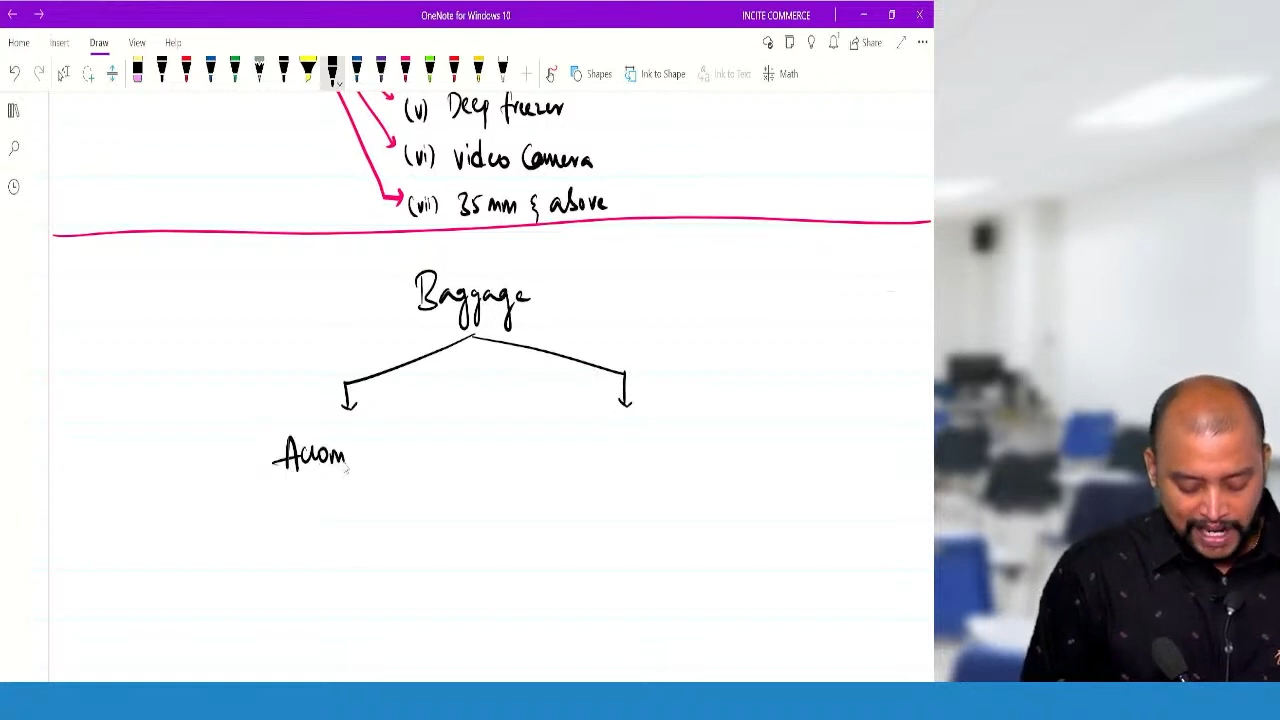 OneNote for Windows 10
INCITE COMMERCE
Home Insert Draw View Help
Share
Shapes Ink to Shape Ink to Text Math
(v) Deep freezer
(vi) video Camera
(vii) 35 mm & above
Baggage
Accom